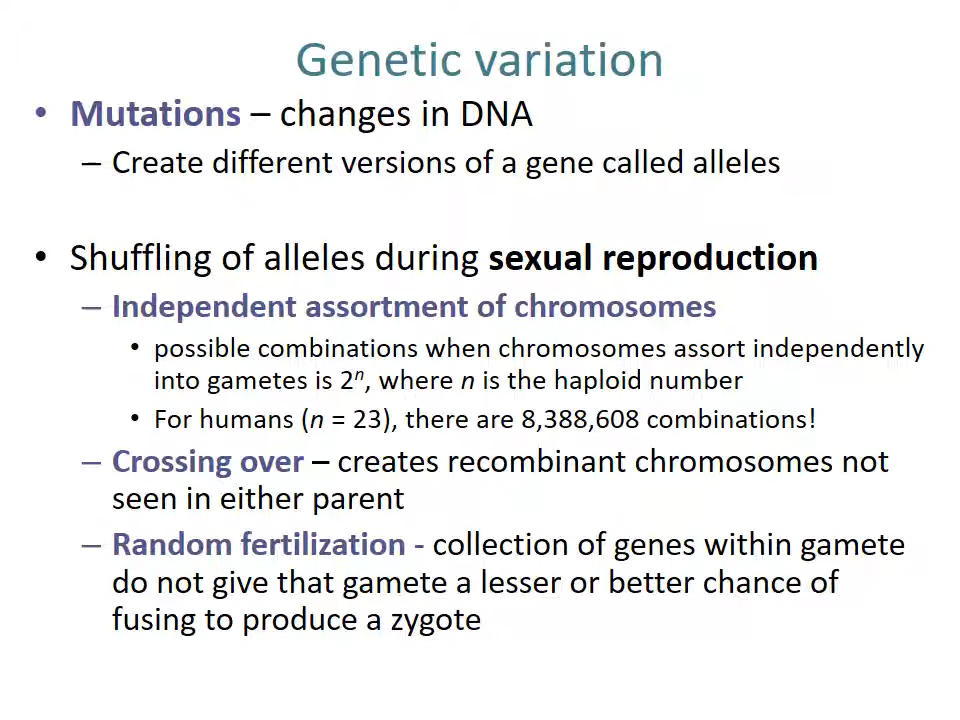 Genetic variation
• Mutations – changes in DNA
– Create different versions of a gene called alleles
• Shuffling of alleles during sexual reproduction
– Independent assortment of chromosomes
• possible combinations when chromosomes assort independently
into gametes is 2ⁿ, where n is the haploid number
• For humans (n = 23), there are 8,388,608 combinations!
– Crossing over – creates recombinant chromosomes not
seen in either parent
– Random fertilization - collection of genes within gamete
do not give that gamete a lesser or better chance of
fusing to produce a zygote